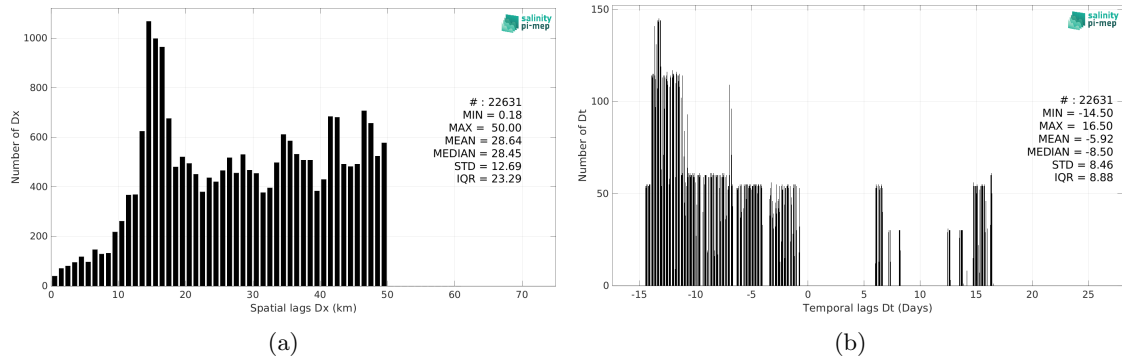 salinity
pi-mep
1000
800
600
400
200
0
Number of Dx
# : 22631
MIN = 0.18
MAX = 50.00
MEAN = 28.64
MEDIAN = 28.45
STD = 12.69
IQR = 23.29
0 10 20 30 40 50 60 70
Spatial lags Dx (km)
(a)
salinity
pi-mep
150
100
50
0
Number of Dt
# : 22631
MIN = -14.50
MAX = 16.50
MEAN = -5.92
MEDIAN = -8.50
STD = 8.46
IQR = 8.88
-15 -10 -5 0 5 10 15 20 25
Temporal lags Dt (Days)
(b)